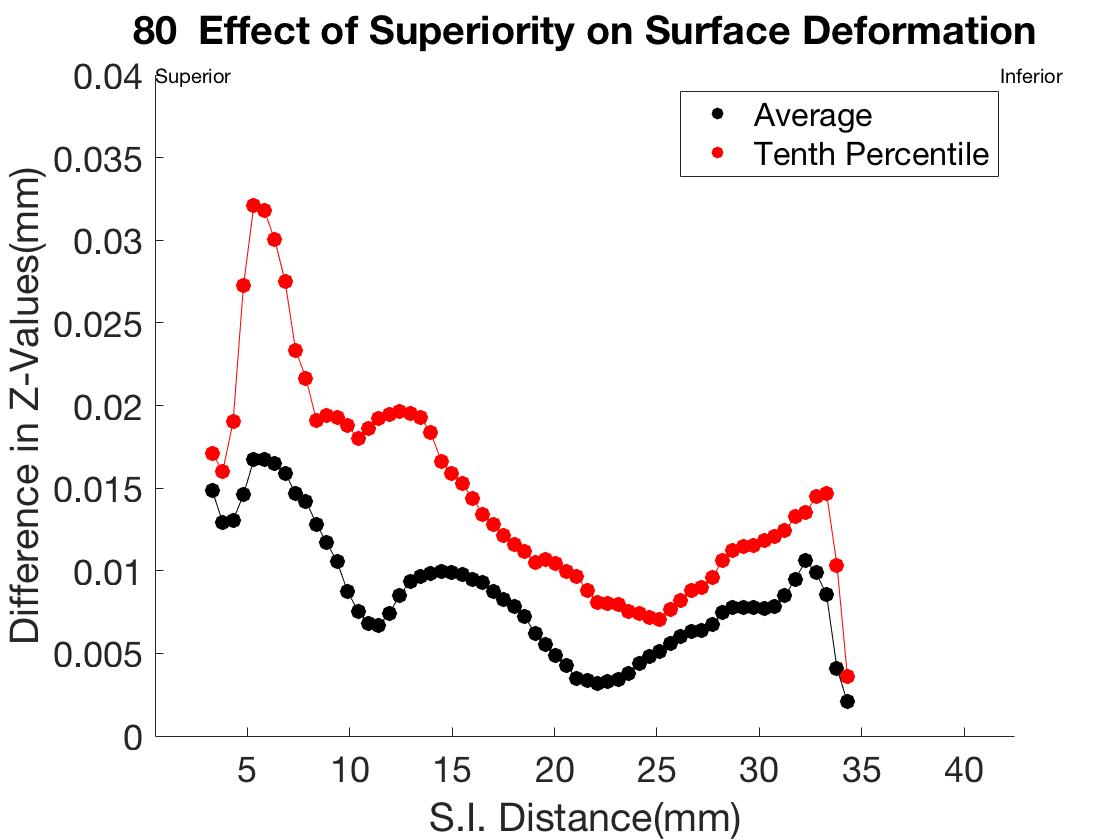 80  Effect of Superiority on Surface Deformation
Superior
Inferior
Average
Tenth Percentile
Difference in Z-Values(mm)
0.04
0.035
0.03
0.025
0.02
0.015
0.01
0.005
0
5 10 15 20 25 30 35 40
S.I. Distance(mm)